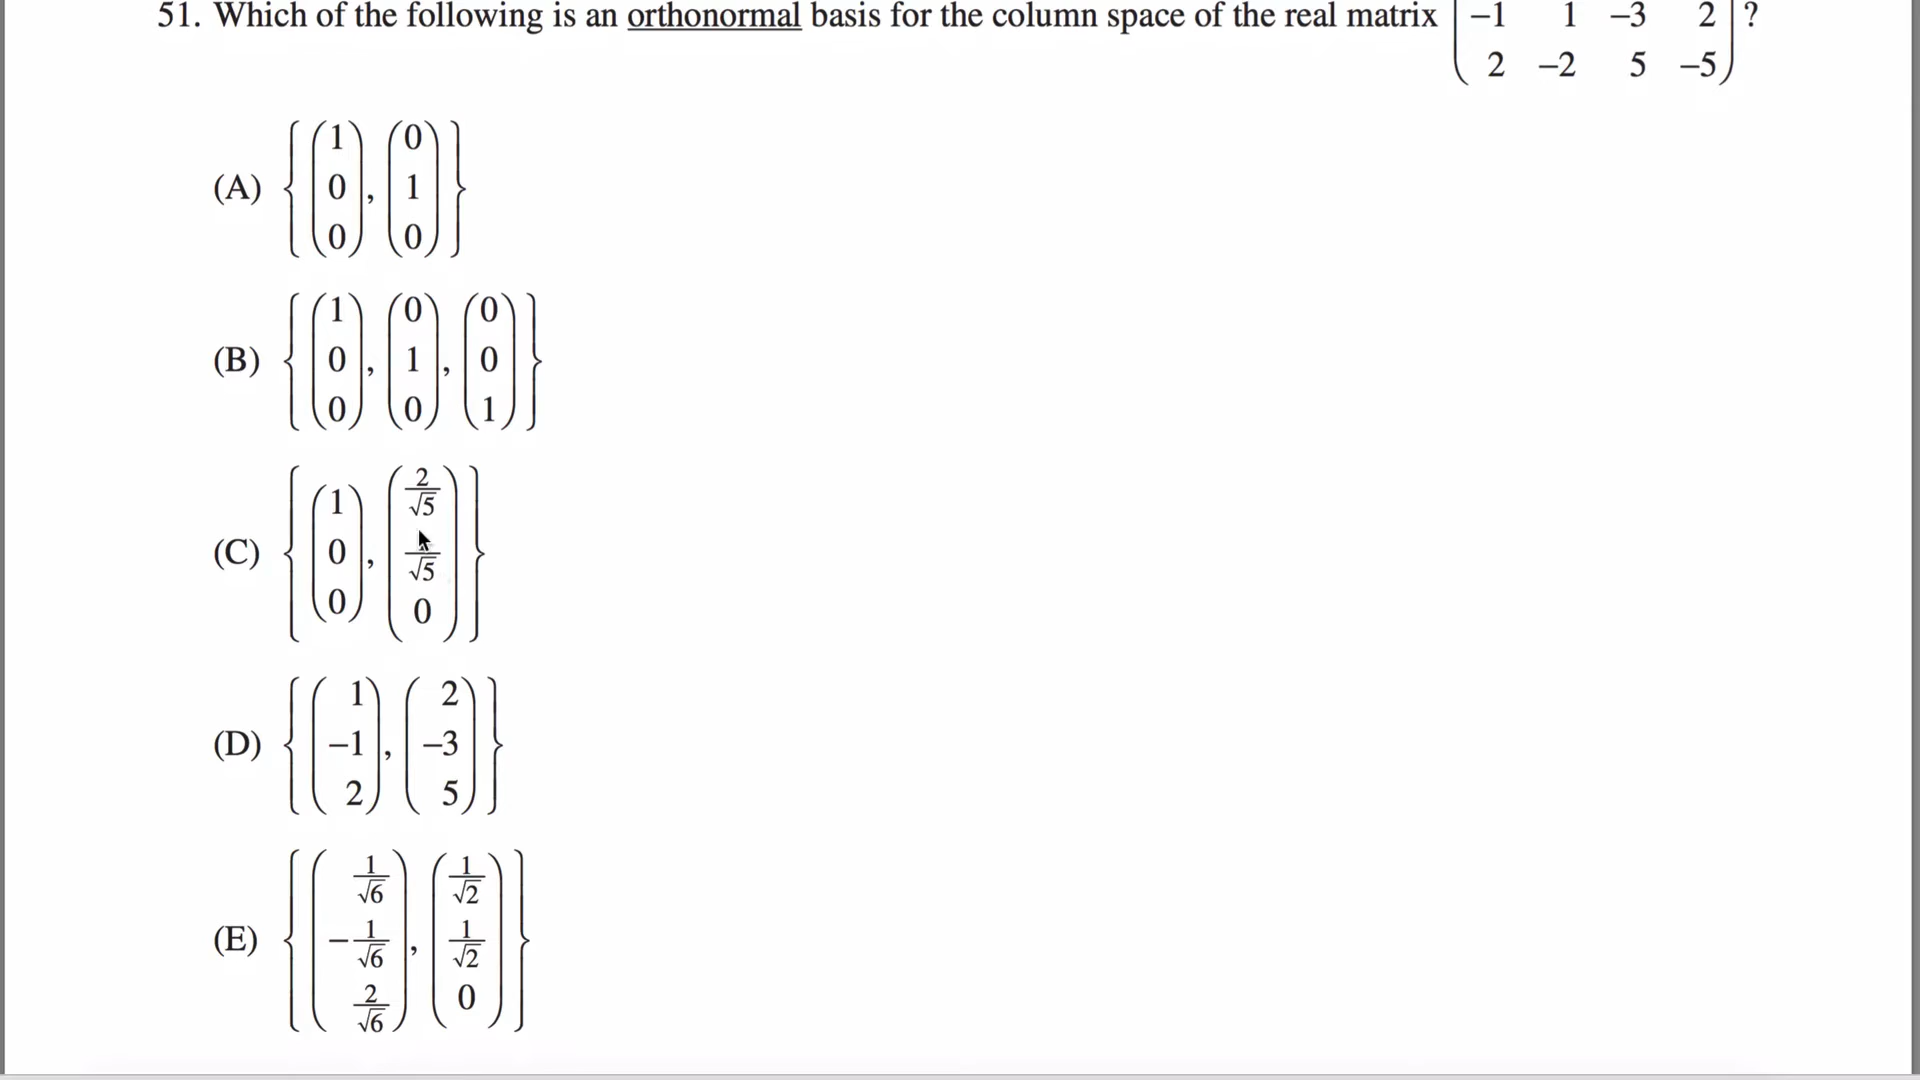 51. Which of the following is an orthonormal basis for the column space of the real matrix ( −1 1 −3 2 ) ?
2 −2 5 −5
(A) { ( 1 0 0 ), ( 0 1 0 ) }
(B) { ( 1 0 0 ), ( 0 1 0 ), ( 0 0 1 ) }
(C) { ( 1 0 0 ), ( 2/√5 /√5 0 ) }
(D) { ( 1 −1 2 ), ( 2 −3 5 ) }
(E) { ( 1/√6 −1/√6 2/√6 ), ( 1/√2 1/√2 0 ) }